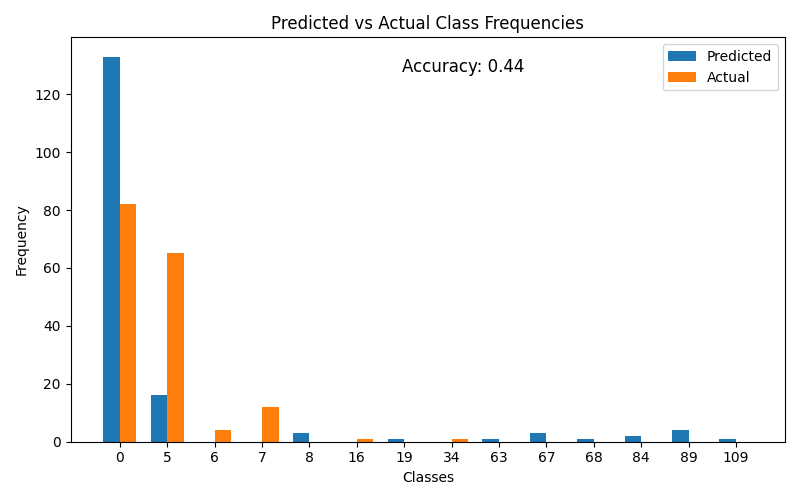 Predicted vs Actual Class Frequencies
Accuracy: 0.44
Predicted
Actual
Frequency
120
100
80
60
40
20
0
0 5 6 7 8 16 19 34 63 67 68 84 89 109
Classes